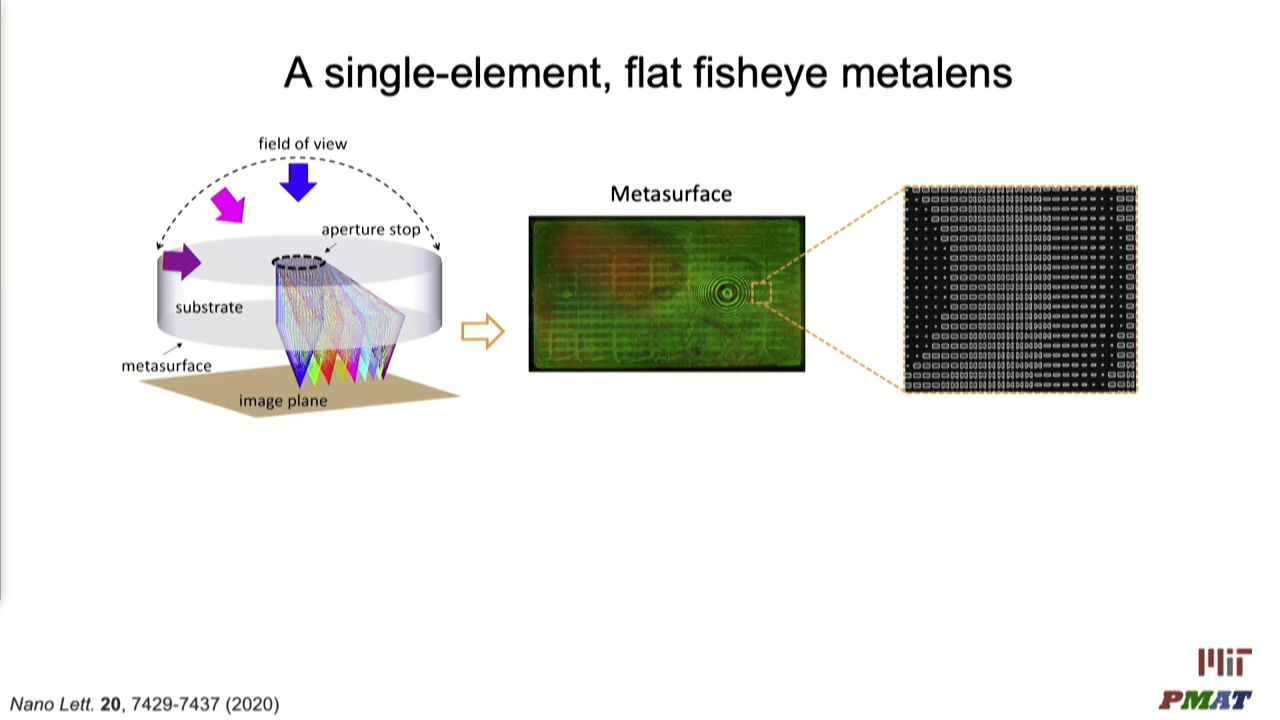 A single-element, flat fisheye metalens
field of view
aperture stop
substrate
metasurface
image plane
Metasurface
Nano Lett. 20, 7429-7437 (2020)
MIT
PMAT